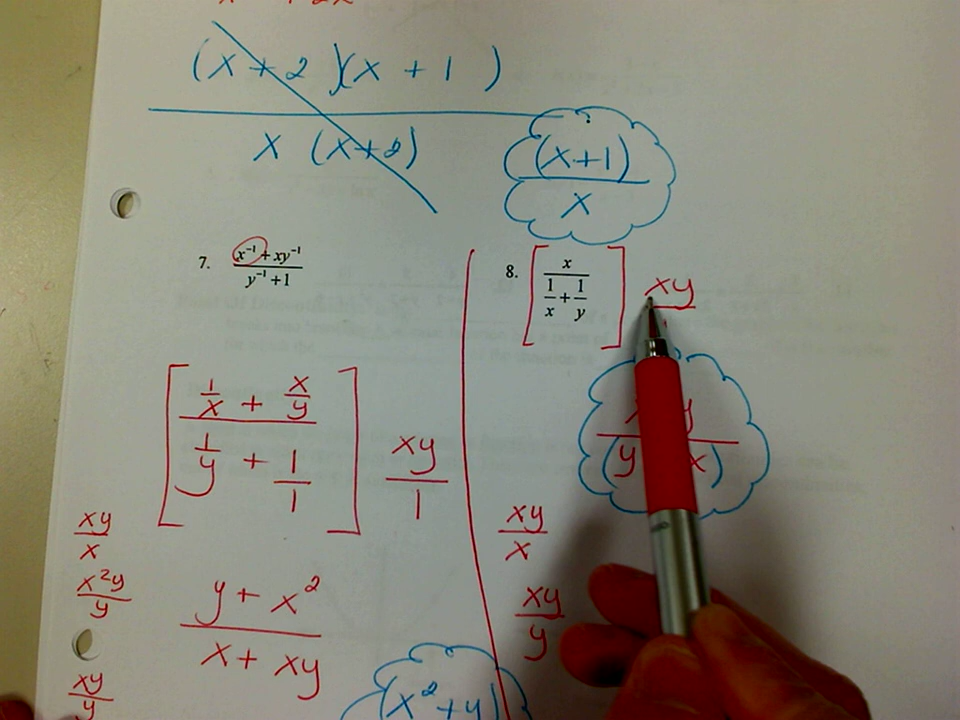 (x + 2)(x + 1)
x (x+2)
(x+1)
x
7. x⁻¹ + xy⁻¹
y⁻¹ + 1
1/x + x/y
1/y + 1/1
xy
1
xy
x
x²y
y
xy
y
y + x²
x + xy
(x² + y)
8. x
1/x + 1/y
xy
xy
x
xy
y